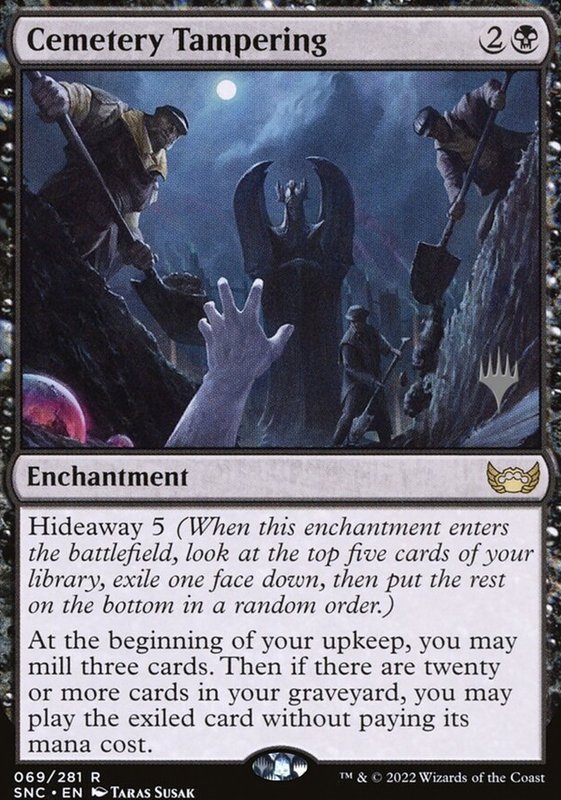 Cemetery Tampering 2
Enchantment
Hideaway 5 (When this enchantment enters
the battlefield, look at the top five cards of your
library, exile one face down, then put the rest
on the bottom in a random order.)
At the beginning of your upkeep, you may
mill three cards. Then if there are twenty
or more cards in your graveyard, you may
play the exiled card without paying its
mana cost.
069/281 R
SNC • EN Taras Susak
™ & © 2022 Wizards of the Coast